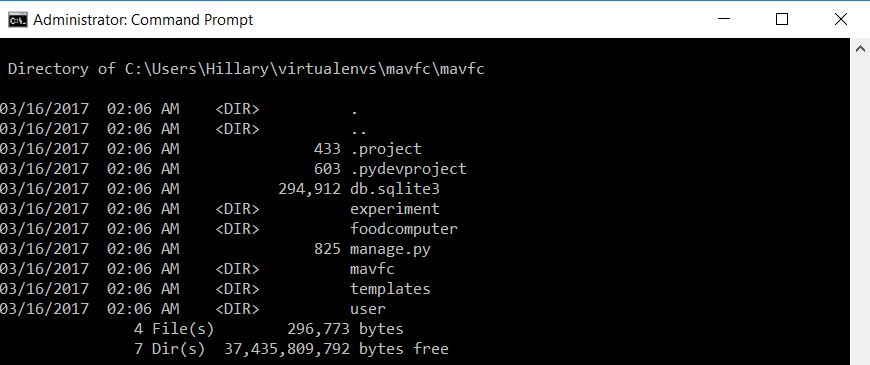 Administrator: Command Prompt
Directory of C:\Users\Hillary\virtualenvs\mavfc\mavfc
03/16/2017  02:06 AM    <DIR>          .
03/16/2017  02:06 AM    <DIR>          ..
03/16/2017  02:06 AM               433 .project
03/16/2017  02:06 AM               603 .pydevproject
03/16/2017  02:06 AM           294,912 db.sqlite3
03/16/2017  02:06 AM    <DIR>          experiment
03/16/2017  02:06 AM    <DIR>          foodcomputer
03/16/2017  02:06 AM               825 manage.py
03/16/2017  02:06 AM    <DIR>          mavfc
03/16/2017  02:06 AM    <DIR>          templates
03/16/2017  02:06 AM    <DIR>          user
4 File(s)        296,773 bytes
7 Dir(s)  37,435,809,792 bytes free